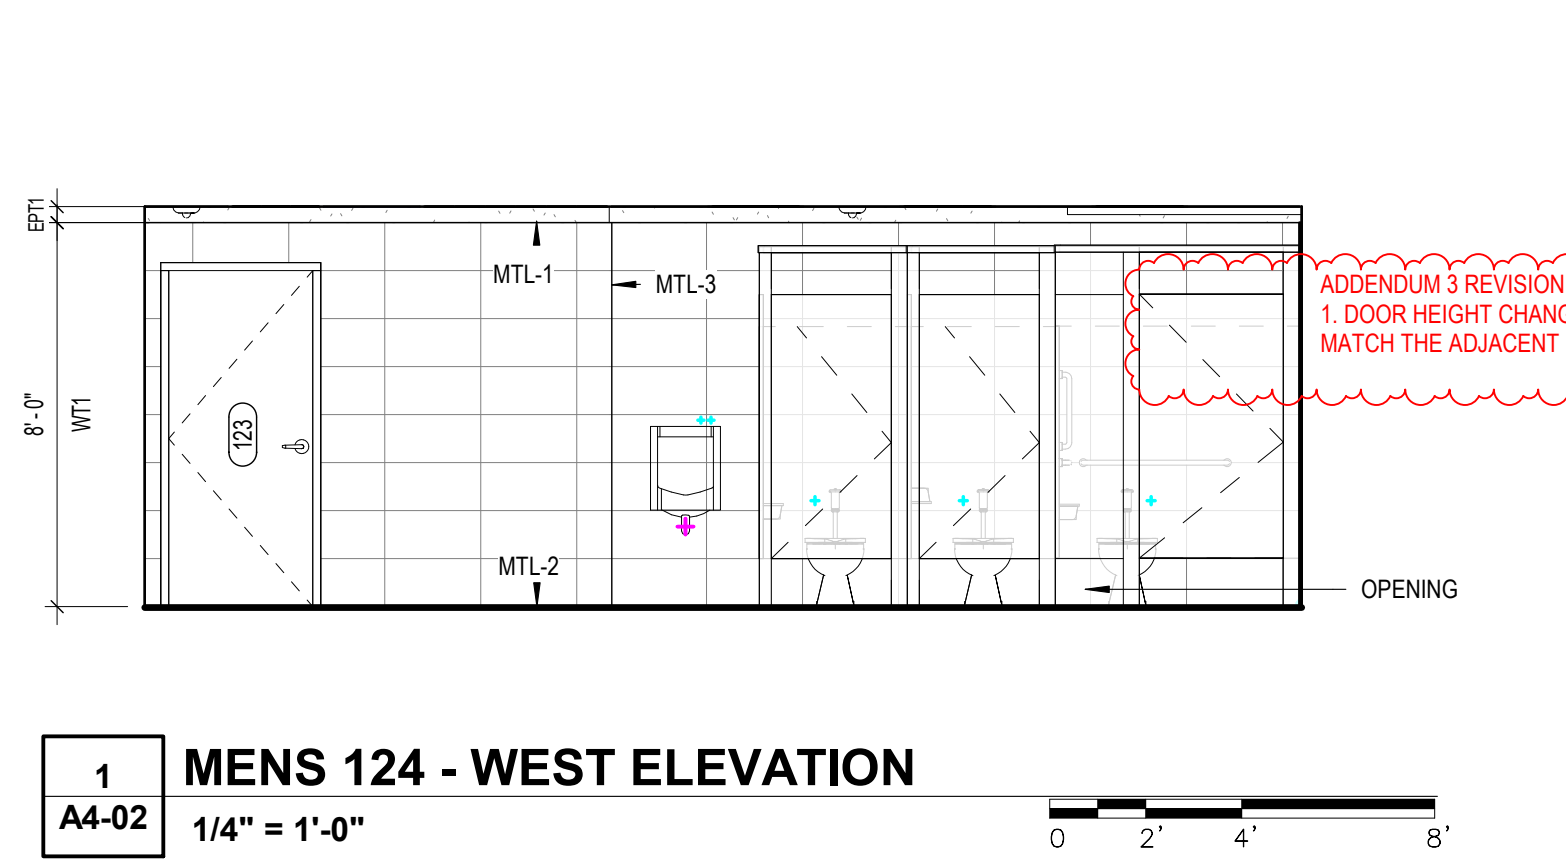 EPT1
8' - 0"
WT1
123
MTL-1
MTL-3
MTL-2
ADDENDUM 3 REVISION
1. DOOR HEIGHT CHANG
MATCH THE ADJACENT
OPENING
1
A4-02
MENS 124 - WEST ELEVATION
1/4" = 1'-0"
0 2' 4' 8'